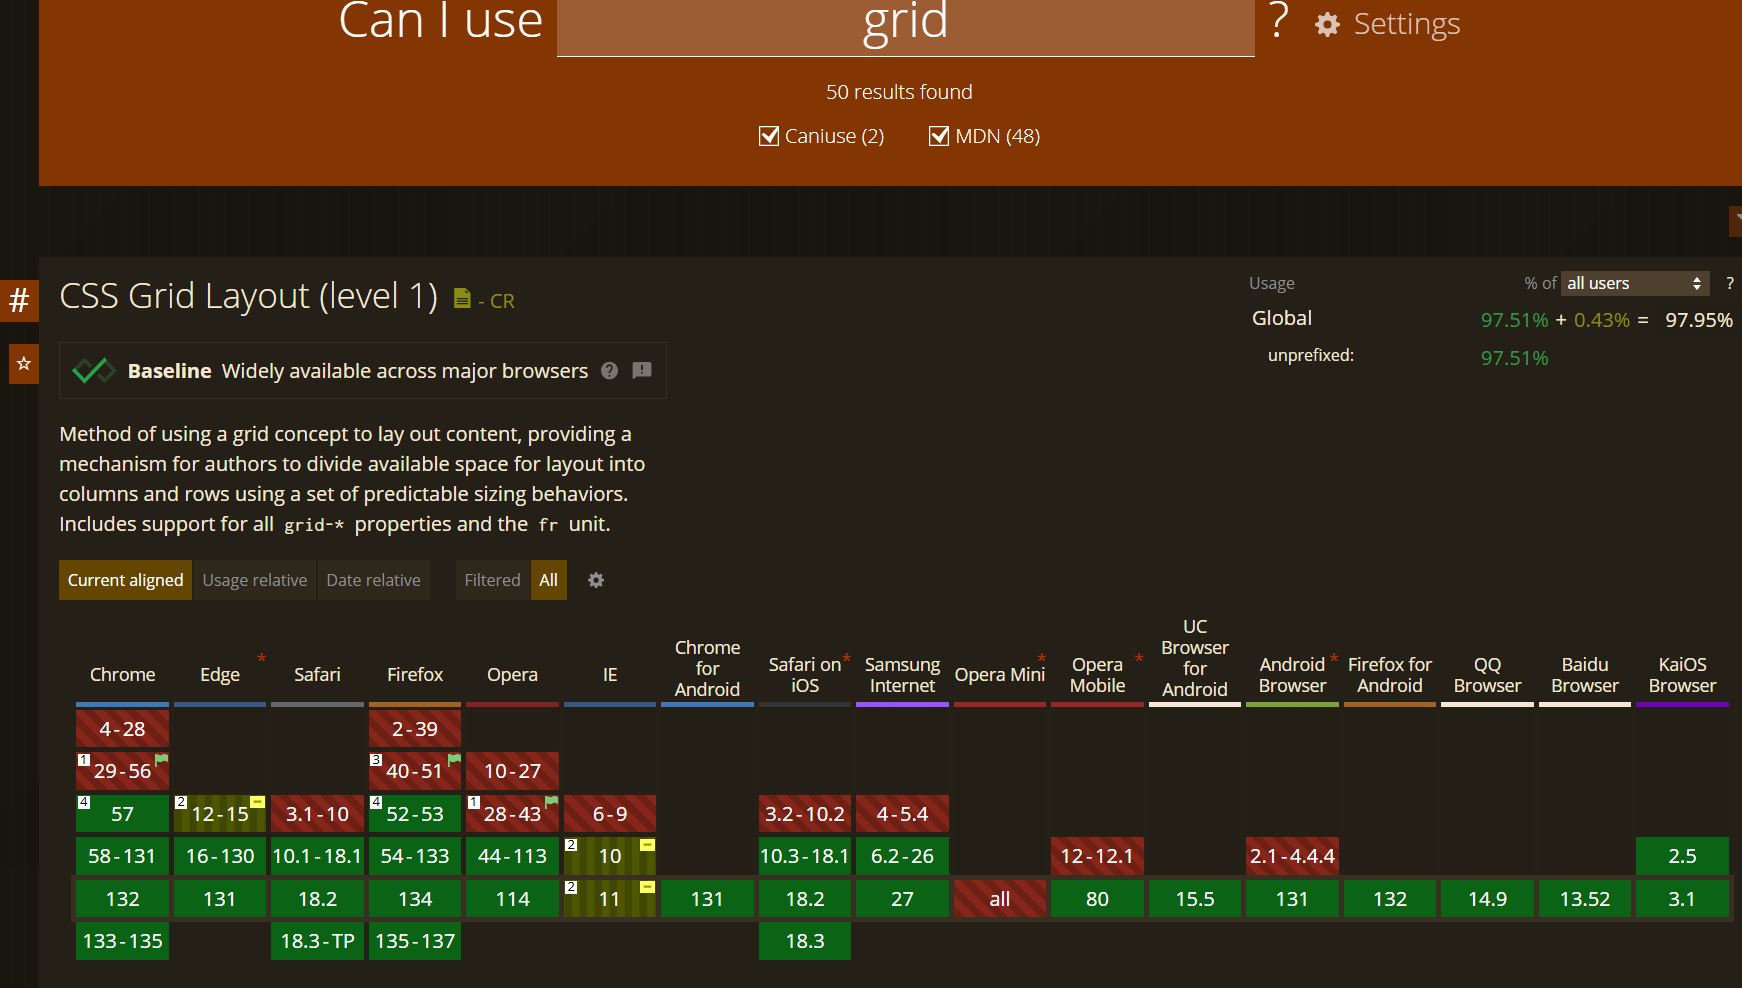 Can I use grid ? Settings
50 results found
Caniuse (2) MDN (48)
# CSS Grid Layout (level 1) - CR
Usage % of all users ?
Global 97.51% + 0.43% = 97.95%
unprefixed: 97.51%
Baseline Widely available across major browsers ? !
Method of using a grid concept to lay out content, providing a
mechanism for authors to divide available space for layout into
columns and rows using a set of predictable sizing behaviors.
Includes support for all grid-* properties and the fr unit.
Current aligned Usage relative Date relative Filtered All
Chrome Edge * Safari Firefox Opera IE Chrome for Android Safari on iOS * Samsung Internet Opera Mini * Opera Mobile * UC Browser for Android Android Browser * Firefox for Android QQ Browser Baidu Browser KaiOS Browser
4-28 2-39
1 29-56 3 40-51 10-27
4 57 2 12-15 3.1-10 4 52-53 1 28-43 6-9 3.2-10.2 4-5.4
58-131 16-130 10.1-18.1 54-133 44-113 2 10 10.3-18.1 6.2-26 12-12.1 2.1-4.4.4 2.5
132 131 18.2 134 114 2 11 131 18.2 27 all 80 15.5 131 132 14.9 13.52 3.1
133-135 18.3-TP 135-137 18.3